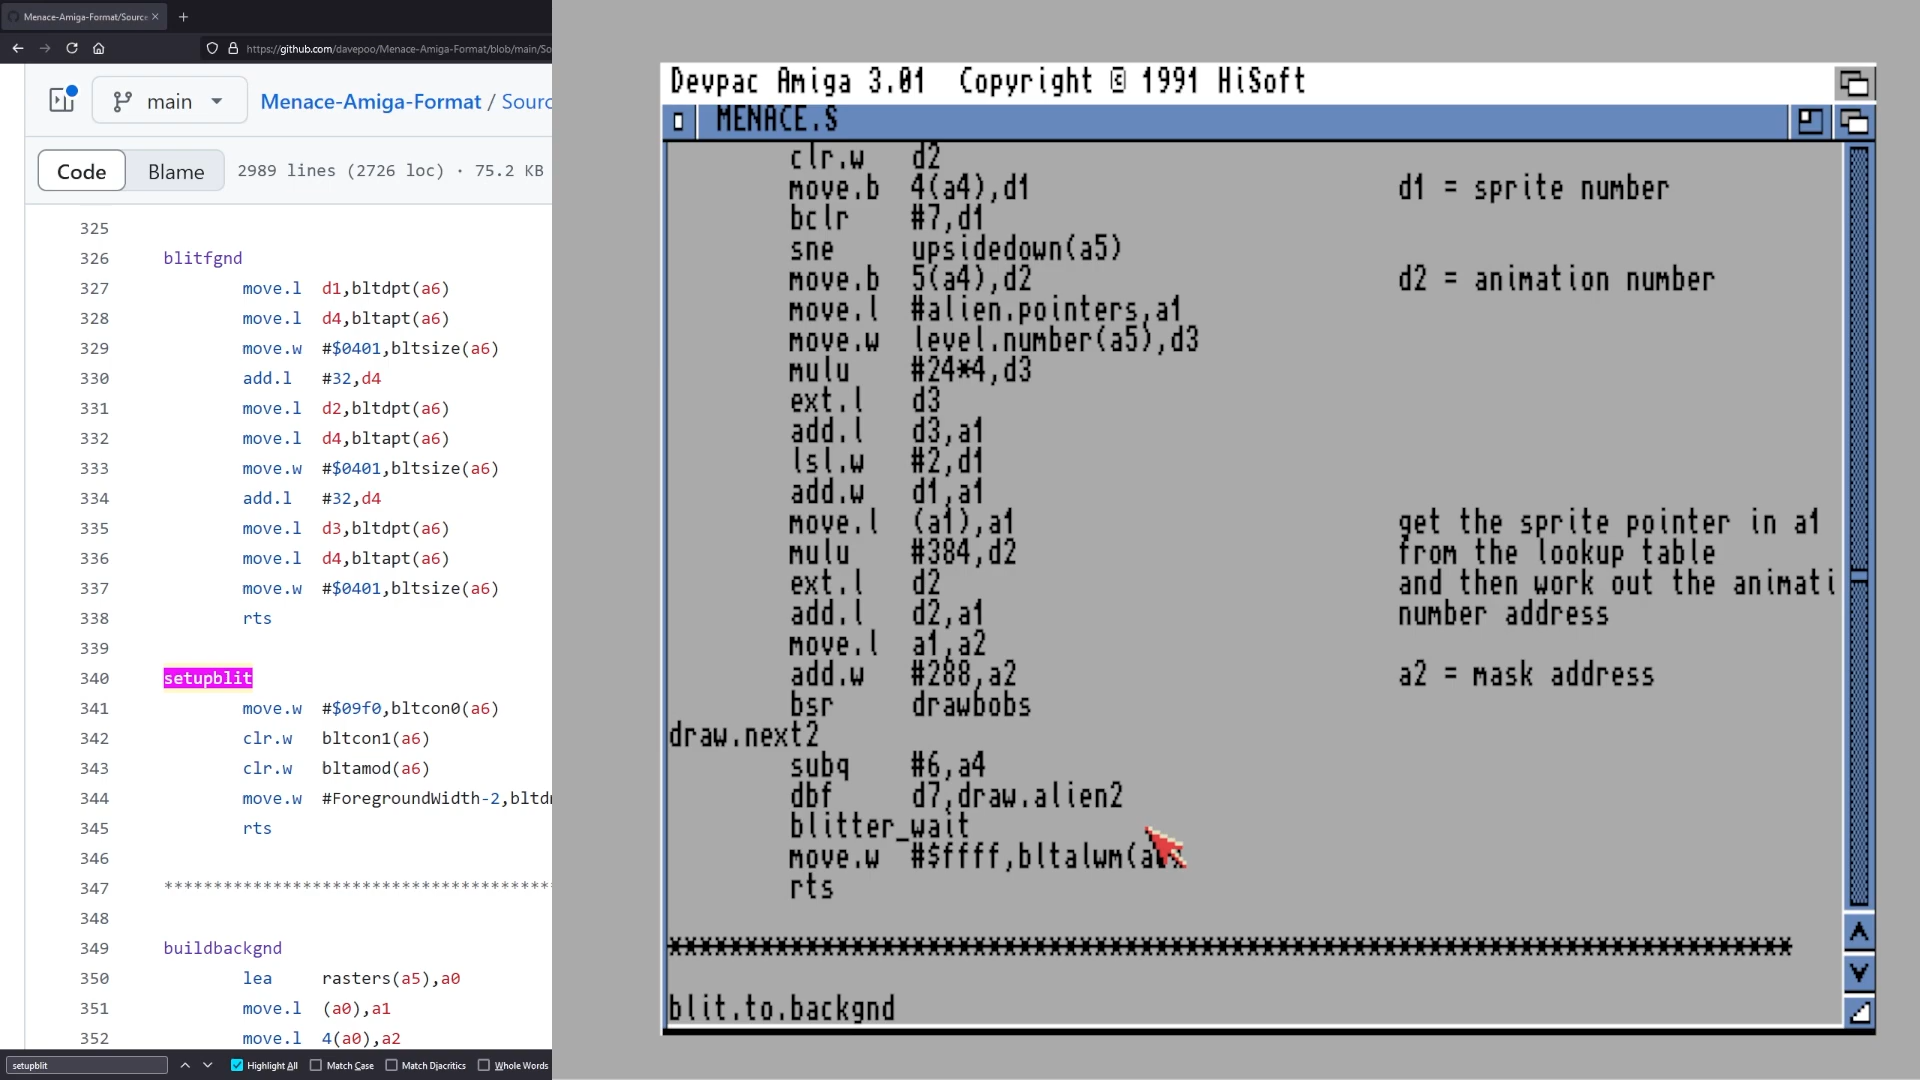 Menace-Amiga-Format/Source
https://github.com/davepoo/Menace-Amiga-Format/blob/main/So
main
Menace-Amiga-Format / Sourc
Code
Blame
2989 lines (2726 loc) · 75.2 KB
325
326 blitfgnd
327 move.l d1,bltdpt(a6)
328 move.l d4,bltapt(a6)
329 move.w #$0401,bltsize(a6)
330 add.l #32,d4
331 move.l d2,bltdpt(a6)
332 move.l d4,bltapt(a6)
333 move.w #$0401,bltsize(a6)
334 add.l #32,d4
335 move.l d3,bltdpt(a6)
336 move.l d4,bltapt(a6)
337 move.w #$0401,bltsize(a6)
338 rts
339
340 setupblit
341 move.w #$09f0,bltcon0(a6)
342 clr.w bltcon1(a6)
343 clr.w bltamod(a6)
344 move.w #ForegroundWidth-2,bltd
345 rts
346
347 ***************************************
348
349 buildbackgnd
350 lea rasters(a5),a0
351 move.l (a0),a1
352 move.l 4(a0),a2
setupblit
Highlight All
Match Case
Match Diacritics
Whole Words
Devpac Amiga 3.01 Copyright © 1991 HiSoft
MENACE.S
clr.w d2
move.b 4(a4),d1 d1 = sprite number
bclr #7,d1
sne upsidedown(a5)
move.b 5(a4),d2 d2 = animation number
move.l #alien.pointers,a1
move.w level.number(a5),d3
mulu #24*4,d3
ext.l d3
add.l d3,a1
lsl.w #2,d1
add.w d1,a1
move.l (a1),a1 get the sprite pointer in a1
mulu #384,d2 from the lookup table
ext.l d2 and then work out the animati
add.l d2,a1 number address
move.l a1,a2
add.w #288,a2 a2 = mask address
bsr drawbobs
draw.next2
subq #6,a4
dbf d7,draw.alien2
blitter_wait
move.w #$ffff,bltalwm(a
rts
**************************************************************************
blit.to.backgnd